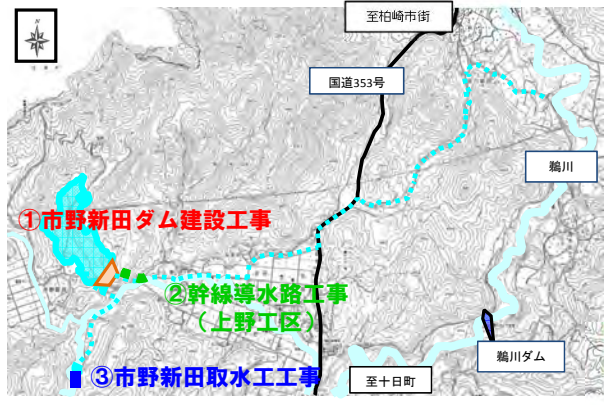 至柏崎市街
国道353号
鵜川
①市野新田ダム建設工事
②幹線導水路工事
（上野工区）
③市野新田取水工工事
鵜川ダム
至十日町